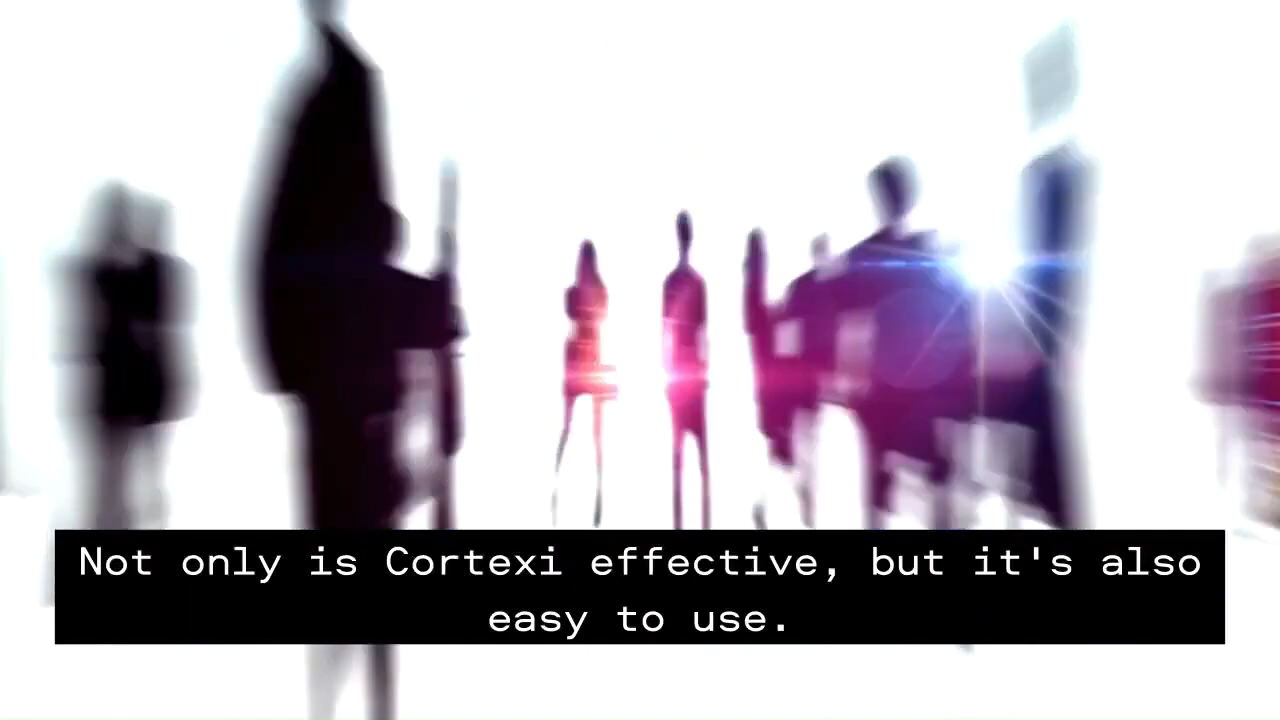 Not only is Cortexi effective, but it's also
easy to use.